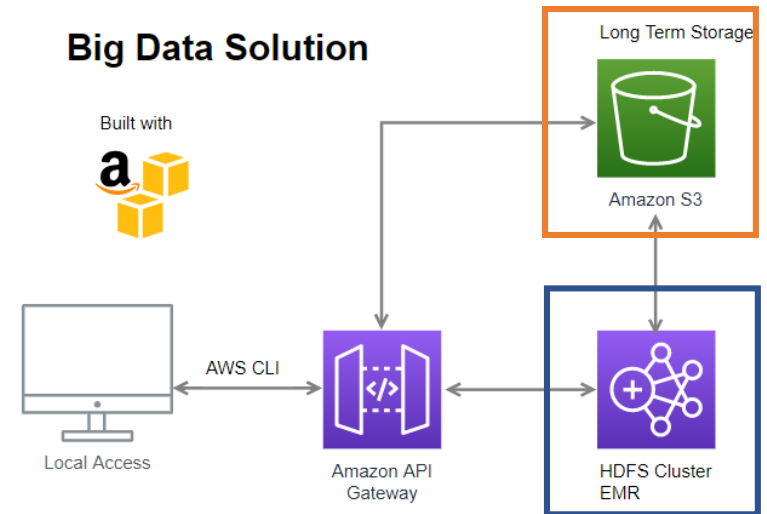 Big Data Solution
Long Term Storage
Built with
a
Amazon S3
AWS CLI
</>
Local Access
Amazon API
Gateway
HDFS Cluster
EMR